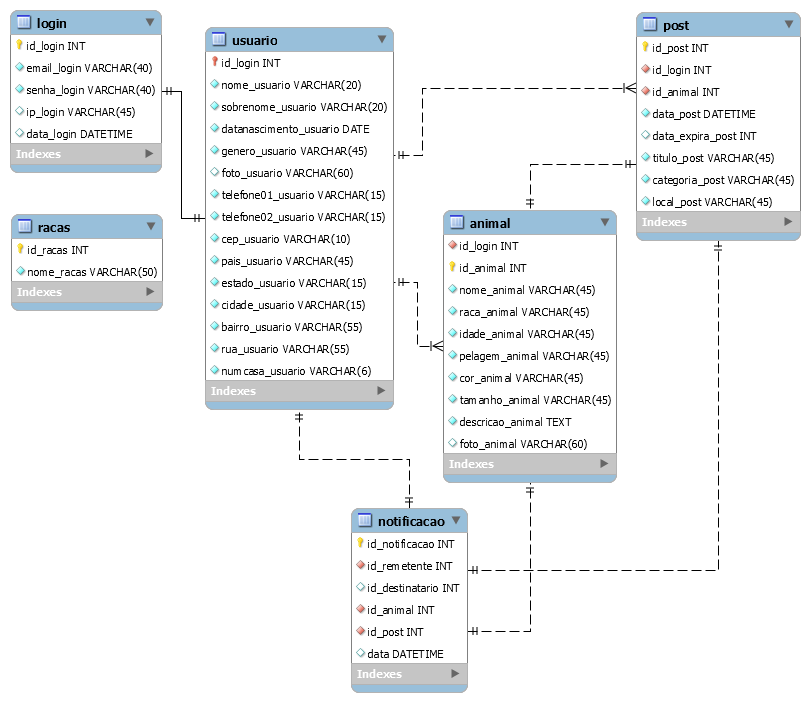 login
id_login INT
email_login VARCHAR(40)
senha_login VARCHAR(40)
ip_login VARCHAR(45)
data_login DATETIME
Indexes
racas
id_racas INT
nome_racas VARCHAR(50)
Indexes
usuario
id_login INT
nome_usuario VARCHAR(20)
sobrenome_usuario VARCHAR(20)
datanascimento_usuario DATE
genero_usuario VARCHAR(45)
foto_usuario VARCHAR(60)
telefone01_usuario VARCHAR(15)
telefone02_usuario VARCHAR(15)
cep_usuario VARCHAR(10)
pais_usuario VARCHAR(45)
estado_usuario VARCHAR(15)
cidade_usuario VARCHAR(15)
bairro_usuario VARCHAR(55)
rua_usuario VARCHAR(55)
numcasa_usuario VARCHAR(6)
Indexes
post
id_post INT
id_login INT
id_animal INT
data_post DATETIME
data_expira_post INT
titulo_post VARCHAR(45)
categoria_post VARCHAR(45)
local_post VARCHAR(45)
Indexes
animal
id_login INT
id_animal INT
nome_animal VARCHAR(45)
raca_animal VARCHAR(45)
idade_animal VARCHAR(45)
pelagem_animal VARCHAR(45)
cor_animal VARCHAR(45)
tamanho_animal VARCHAR(45)
descricao_animal TEXT
foto_animal VARCHAR(60)
Indexes
notificacao
id_notificacao INT
id_remetente INT
id_destinatario INT
id_animal INT
id_post INT
data DATETIME
Indexes